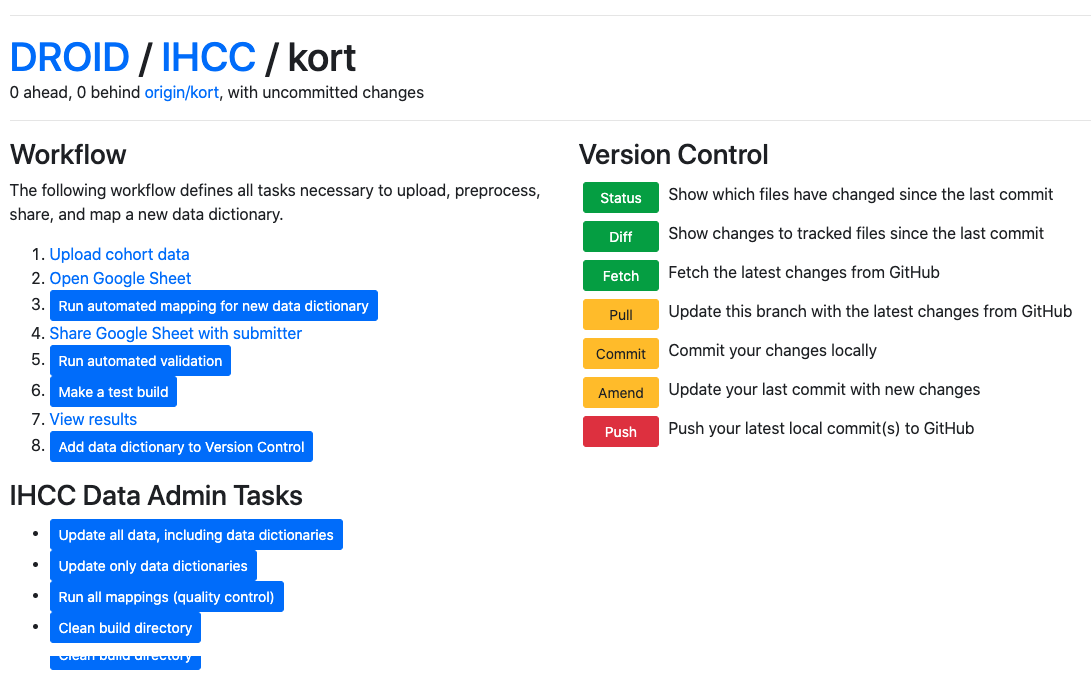 DROID / IHCC / kort
0 ahead, 0 behind origin/kort, with uncommitted changes
Workflow
The following workflow defines all tasks necessary to upload, preprocess,
share, and map a new data dictionary.
1. Upload cohort data
2. Open Google Sheet
3. Run automated mapping for new data dictionary
4. Share Google Sheet with submitter
5. Run automated validation
6. Make a test build
7. View results
8. Add data dictionary to Version Control
IHCC Data Admin Tasks
• Update all data, including data dictionaries
• Update only data dictionaries
• Run all mappings (quality control)
• Clean build directory
Clean build directory
Version Control
Status Show which files have changed since the last commit
Diff Show changes to tracked files since the last commit
Fetch Fetch the latest changes from GitHub
Pull Update this branch with the latest changes from GitHub
Commit Commit your changes locally
Amend Update your last commit with new changes
Push Push your latest local commit(s) to GitHub